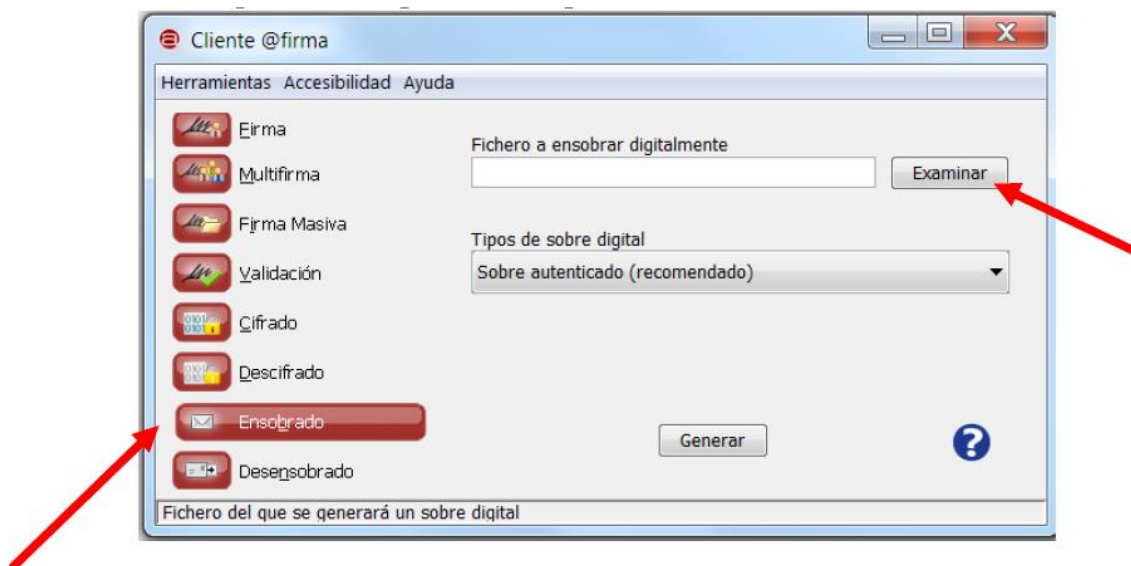 Cliente @firma
Herramientas Accesibilidad Ayuda
Firma
Multifirma
Firma Masiva
Validación
Cifrado
Descifrado
Ensobrado
Desensobrado
Fichero a ensobrar digitalmente
Examinar
Tipos de sobre digital
Sobre autenticado (recomendado)
Generar
Fichero del que se generará un sobre digital